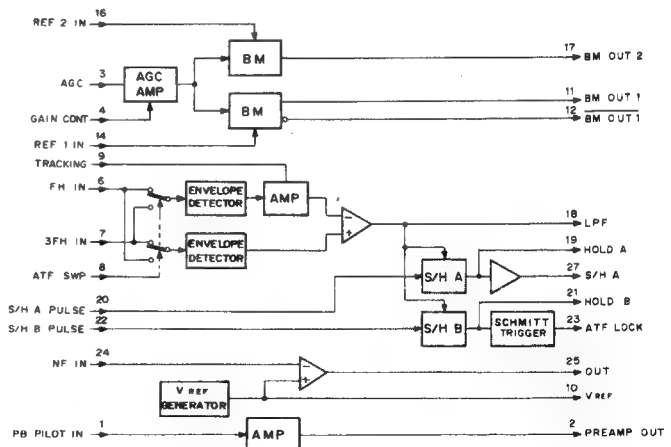 REF 2 IN 16
BM
17 BM OUT 2
AGC 3
AGC AMP
GAIN CONT 4
BM
11 BM OUT 1
12 BM OUT 1
REF 1 IN 14
TRACKING 9
FH IN 6
ENVELOPE DETECTOR
AMP
-
+
18 LPF
3FH IN 7
ENVELOPE DETECTOR
19 HOLD A
ATF SWP 8
S/H A
27 S/H A
S/H A PULSE 20
21 HOLD B
S/H B PULSE 22
S/H B
SCHMITT TRIGGER
23 ATF LOCK
NF IN 24
-
+
25 OUT
VREF GENERATOR
10 VREF
PB PILOT IN 1
AMP
2 PREAMP OUT